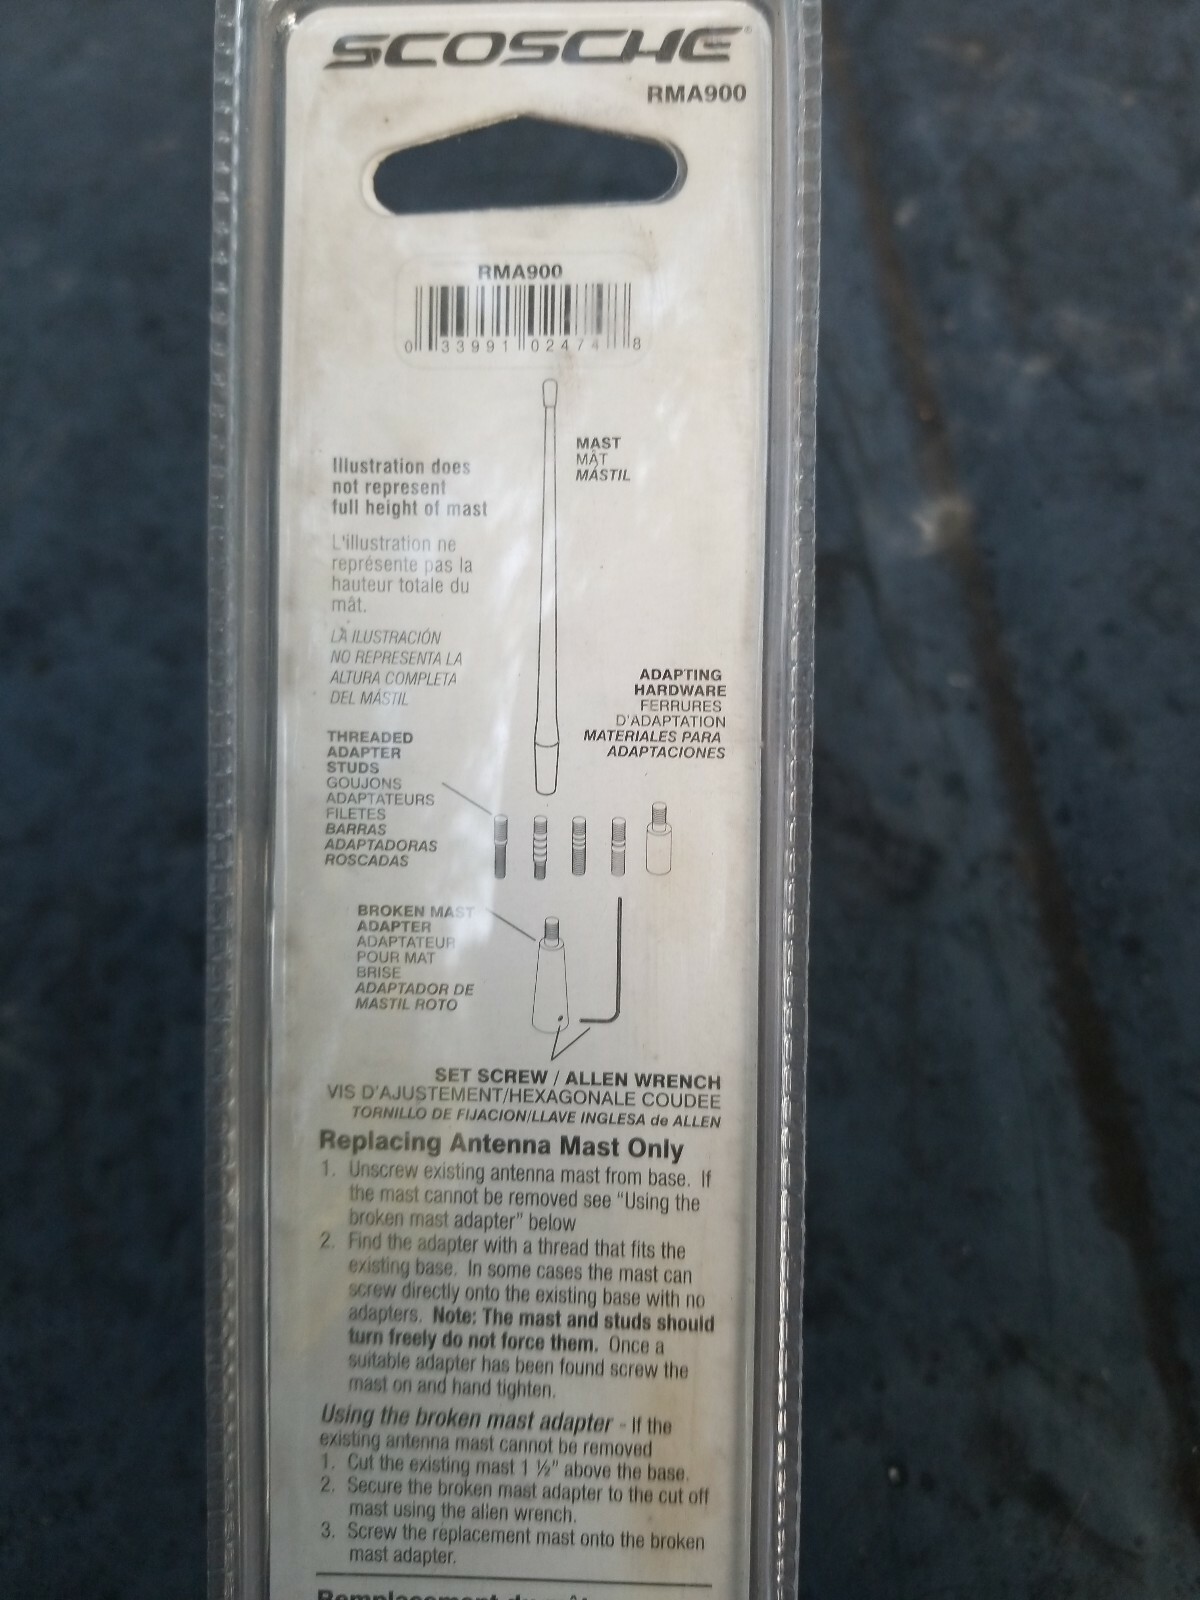 SCOSCHE®
RMA900
RMA900
0 33991 02474 8
MAST
MÂT
MÁSTIL
Illustration does
not represent
full height of mast
L'illustration ne
représente pas la
hauteur totale du
mât.
LA ILUSTRACIÓN
NO REPRESENTA LA
ALTURA COMPLETA
DEL MÁSTIL
ADAPTING
HARDWARE
FERRURES
D'ADAPTATION
MATERIALES PARA
ADAPTACIONES
THREADED
ADAPTER
STUDS
GOUJONS
ADAPTATEURS
FILETES
BARRAS
ADAPTADORAS
ROSCADAS
BROKEN MAST
ADAPTER
ADAPTATEUR
POUR MAT
BRISE
ADAPTADOR DE
MASTIL ROTO
SET SCREW / ALLEN WRENCH
VIS D'AJUSTEMENT/HEXAGONALE COUDEE
TORNILLO DE FIJACION/LLAVE INGLESA de ALLEN
Replacing Antenna Mast Only
1. Unscrew existing antenna mast from base. If
the mast cannot be removed see "Using the
broken mast adapter" below
2. Find the adapter with a thread that fits the
existing base. In some cases the mast can
screw directly onto the existing base with no
adapters. Note: The mast and studs should
turn freely do not force them. Once a
suitable adapter has been found screw the
mast on and hand tighten.
Using the broken mast adapter - If the
existing antenna mast cannot be removed
1. Cut the existing mast 1 ½" above the base.
2. Secure the broken mast adapter to the cut off
mast using the allen wrench.
3. Screw the replacement mast onto the broken
mast adapter.